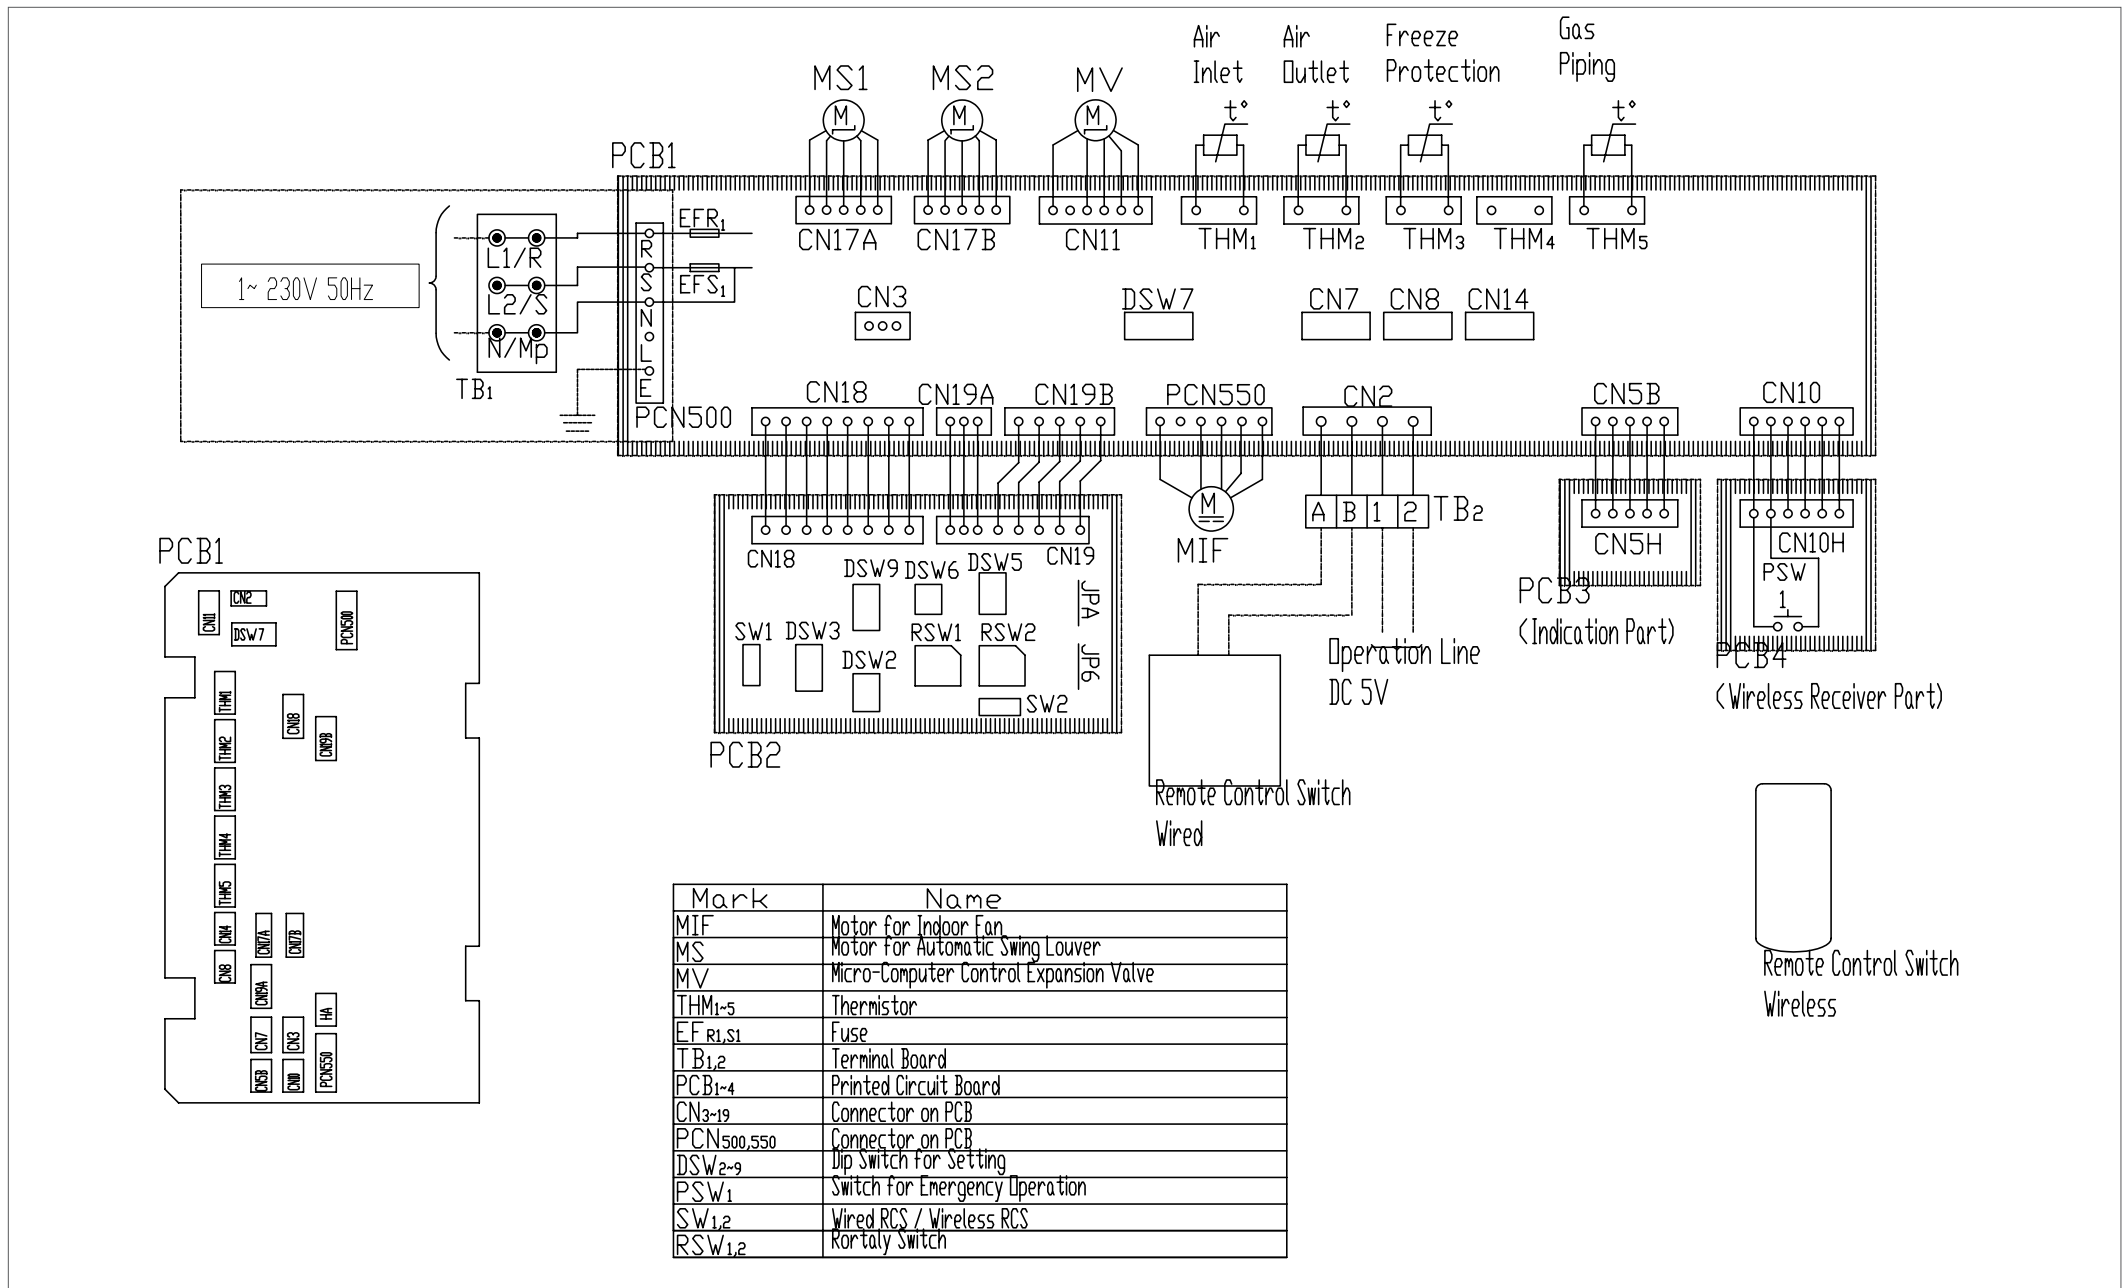 Air
Inlet
Air
Outlet
Freeze
Protection
Gas
Piping
MS1
MS2
MV
M
M
M
t°
t°
t°
t°
PCB1
EFR1
EFS1
CN17A
CN17B
CN11
THM1
THM2
THM3
THM4
THM5
1~ 230V 50Hz
L1/R
L2/S
N/Mp
TB1
R
S
N
L
E
PCN500
CN3
DSW7
CN7
CN8
CN14
CN18
CN19A
CN19B
PCN550
CN2
CN5B
CN10
M
MIF
A B 1 2
TB2
CN18
CN19
DSW9
DSW6
DSW5
JPA
SW1
DSW3
RSW1
RSW2
DSW2
JP6
SW2
PCB2
CN5H
PCB3
(Indication Part)
CN10H
PSW
1
PCB4
(Wireless Receiver Part)
Operation Line
DC 5V
Remote Control Switch
Wired
Remote Control Switch
Wireless
PCB1
CN11
CN2
DSW7
PCN500
THM1
THM2
THM3
THM4
THM5
CN18
CN19B
CN14
CN8
CN17A
CN17B
CN19A
HA
CN7
CN3
PCN550
CN5B
CN10
Mark Name
MIF Motor for Indoor Fan
MS Motor for Automatic Swing Louver
MV Micro-Computer Control Expansion Valve
THM1~5 Thermistor
EF R1,S1 Fuse
TB1,2 Terminal Board
PCB1~4 Printed Circuit Board
CN3~19 Connector on PCB
PCN500,550 Connector on PCB
DSW2~9 Dip Switch for Setting
PSW1 Switch for Emergency Operation
SW1,2 Wired RCS / Wireless RCS
RSW1,2 Rortaly Switch